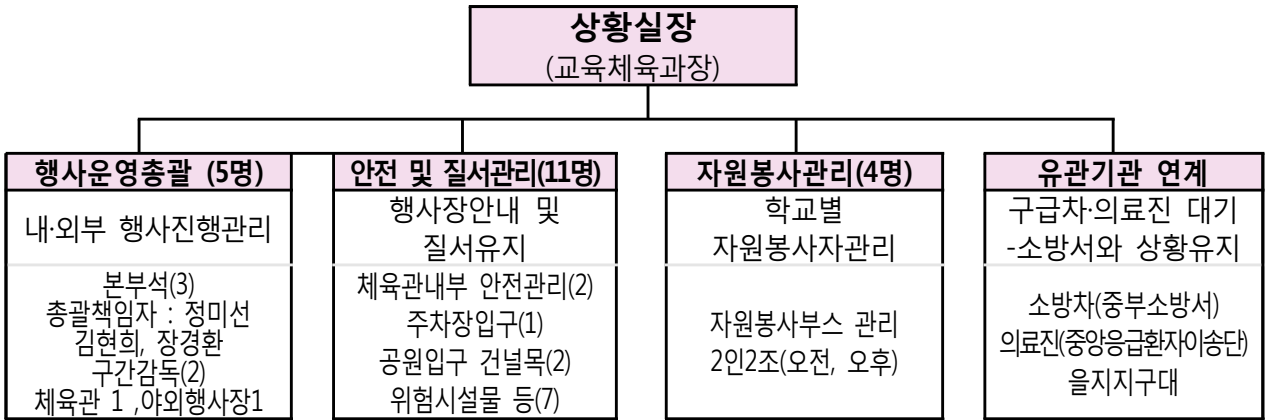 상황실장
(교육체육과장)
행사운영총괄 (5명)
내·외부 행사진행관리
본부석(3)
총괄책임자 : 정미선
김현희, 장경환
구간감독(2)
체육관 1 ,야외행사장1
안전 및 질서관리(11명)
행사장안내 및
질서유지
체육관내부 안전관리(2)
주차장입구(1)
공원입구 건널목(2)
위험시설물 등(7)
자원봉사관리(4명)
학교별
자원봉사자관리
자원봉사부스 관리
2인2조(오전, 오후)
유관기관 연계
구급차·의료진 대기
-소방서와 상황유지
소방차(중부소방서)
의료진(중앙응급환자이송단)
을지지구대